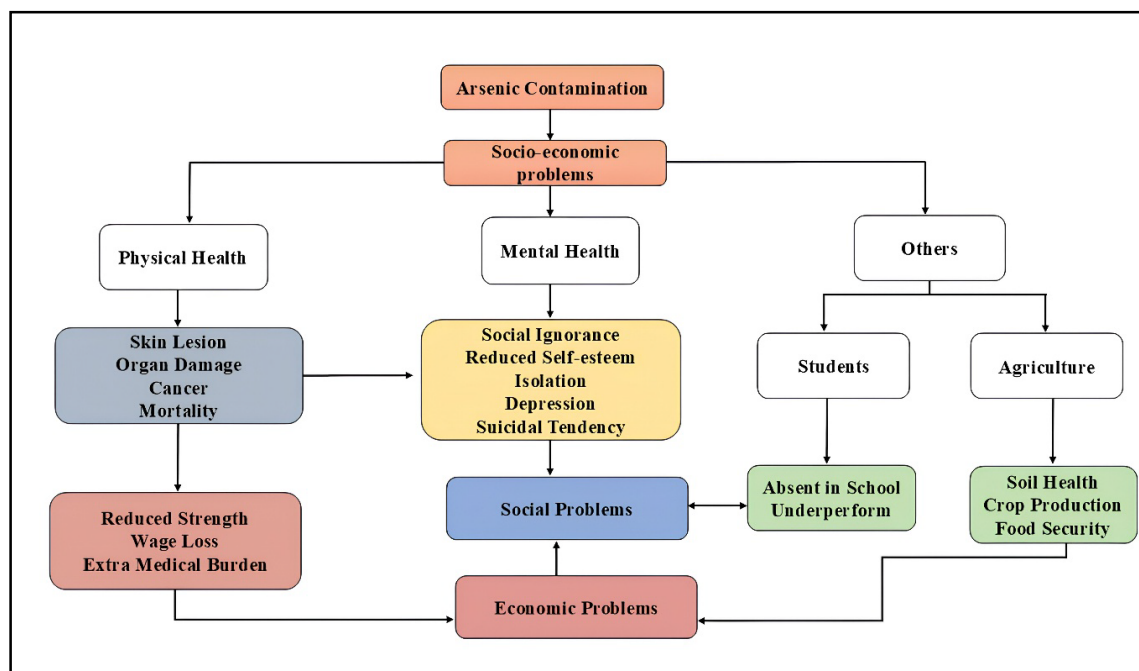 Arsenic Contamination
Socio-economic
problems
Physical Health
Mental Health
Others
Skin Lesion
Organ Damage
Cancer
Mortality
Social Ignorance
Reduced Self-esteem
Isolation
Depression
Suicidal Tendency
Students
Agriculture
Reduced Strength
Wage Loss
Extra Medical Burden
Social Problems
Absent in School
Underperform
Soil Health
Crop Production
Food Security
Economic Problems